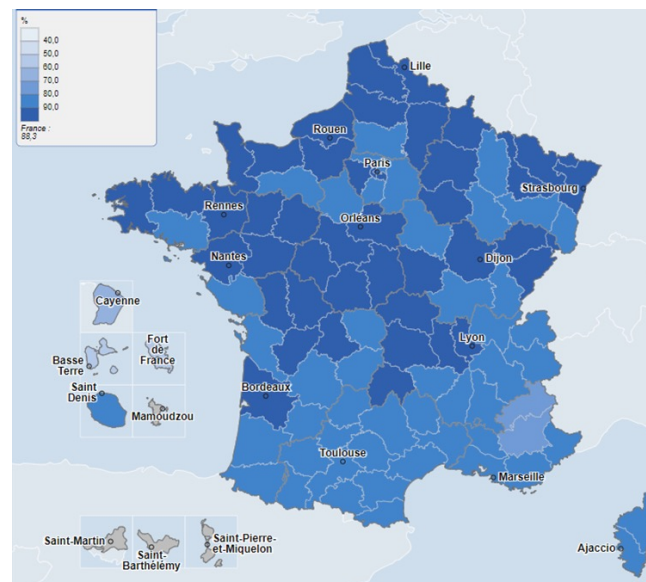 %
40,0
50,0
60,0
70,0
80,0
90,0
France :
88,3
Lille
Rouen
Paris
Strasbourg
Rennes
Orléans
Nantes
Dijon
Cayenne
Fort
de
France
Basse
Terre
Lyon
Saint
Denis
Mamoudzou
Bordeaux
Toulouse
Marseille
Saint-Martin
Saint-
Barthélémy
Saint-Pierre
et-Miquelon
Ajaccio